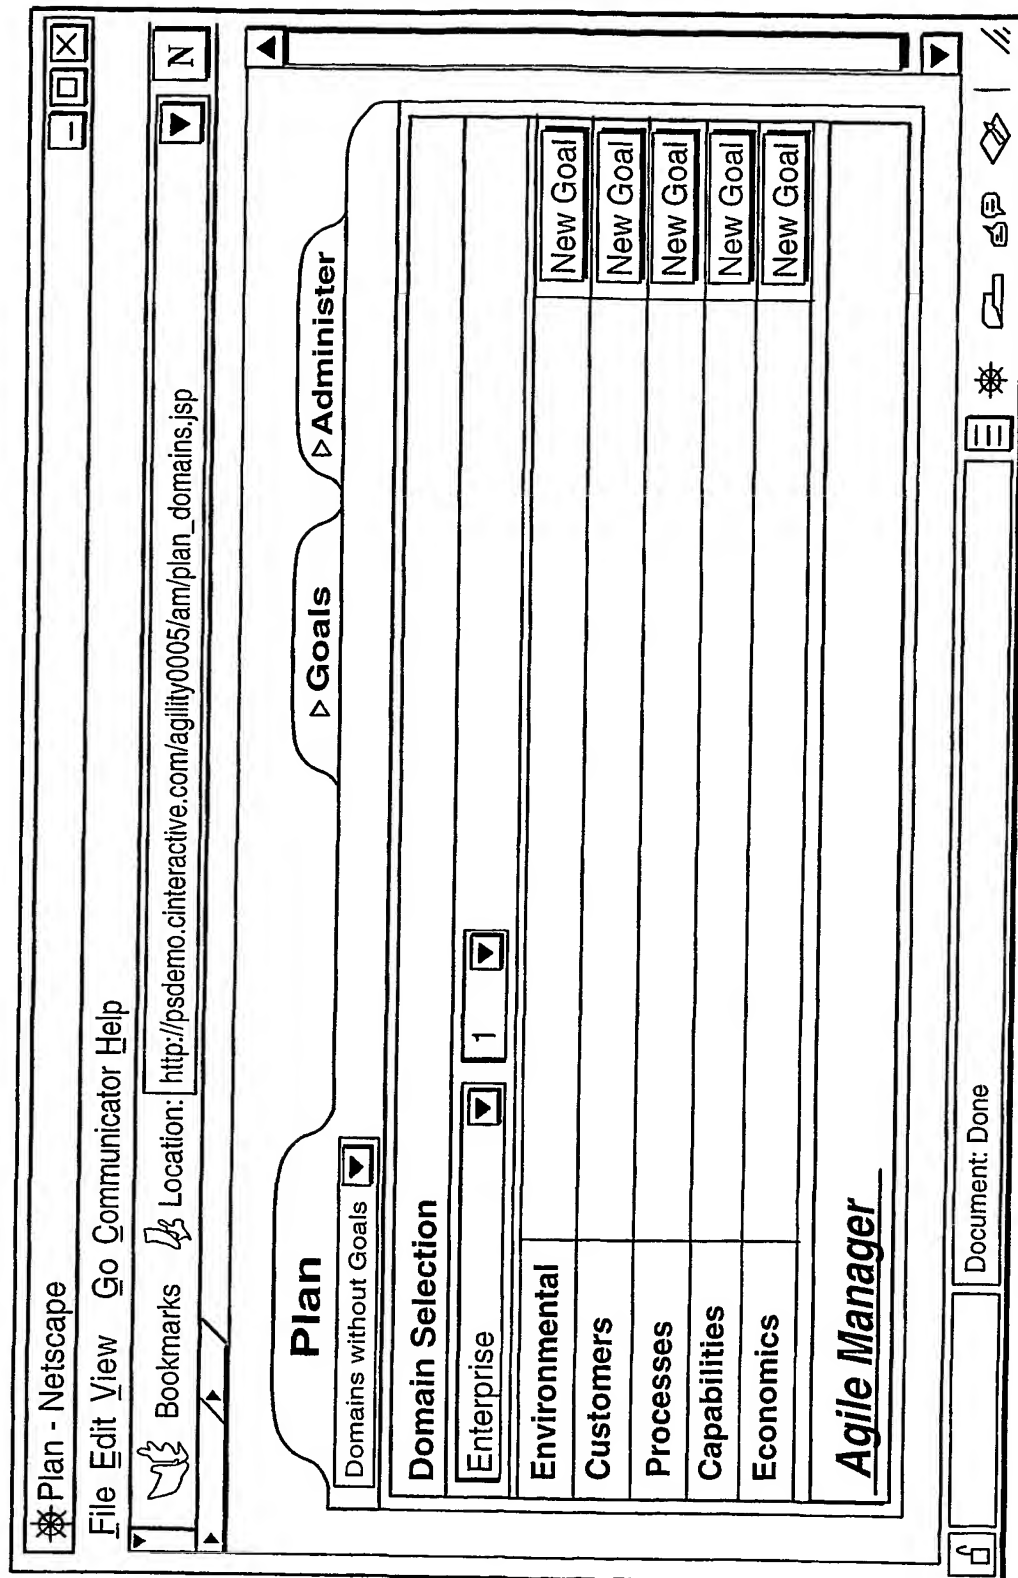 Plan - Netscape
File Edit View Go Communicator Help
Bookmarks Location: http://psdemo.cinteractive.com/agility0005/am/plan_domains.jsp N
Plan ▷Goals ▷Administer
Domains without Goals
Domain Selection
Enterprise 1
Environmental New Goal
Customers New Goal
Processes New Goal
Capabilities New Goal
Economics New Goal
Agile Manager
Document: Done